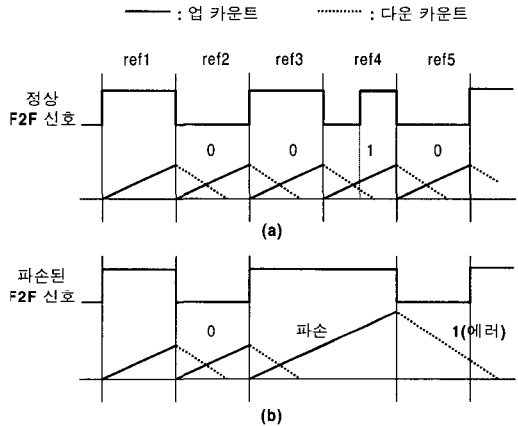 : 업 카운트 : 다운 카운트
ref1 ref2 ref3 ref4 ref5
정상
F2F 신호
0 0 1 0
(a)
파손된
F2F 신호
0 파손 1(에러)
(b)